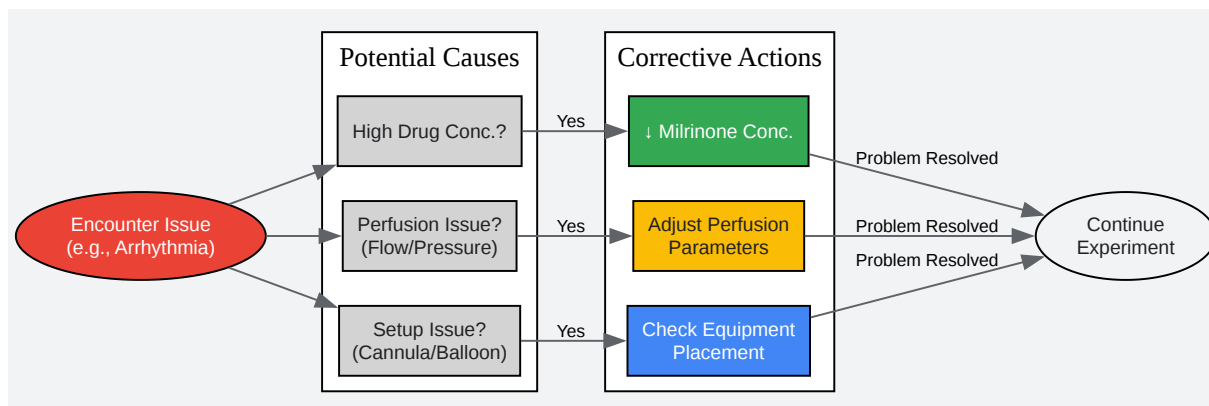 Potential Causes
Corrective Actions
High Drug Conc.?
Yes
↓ Milrinone Conc.
Problem Resolved
Encounter Issue
(e.g., Arrhythmia)
Perfusion Issue?
(Flow/Pressure)
Yes
Adjust Perfusion
Parameters
Problem Resolved
Continue
Experiment
Setup Issue?
(Cannula/Balloon)
Yes
Check Equipment
Placement
Problem Resolved